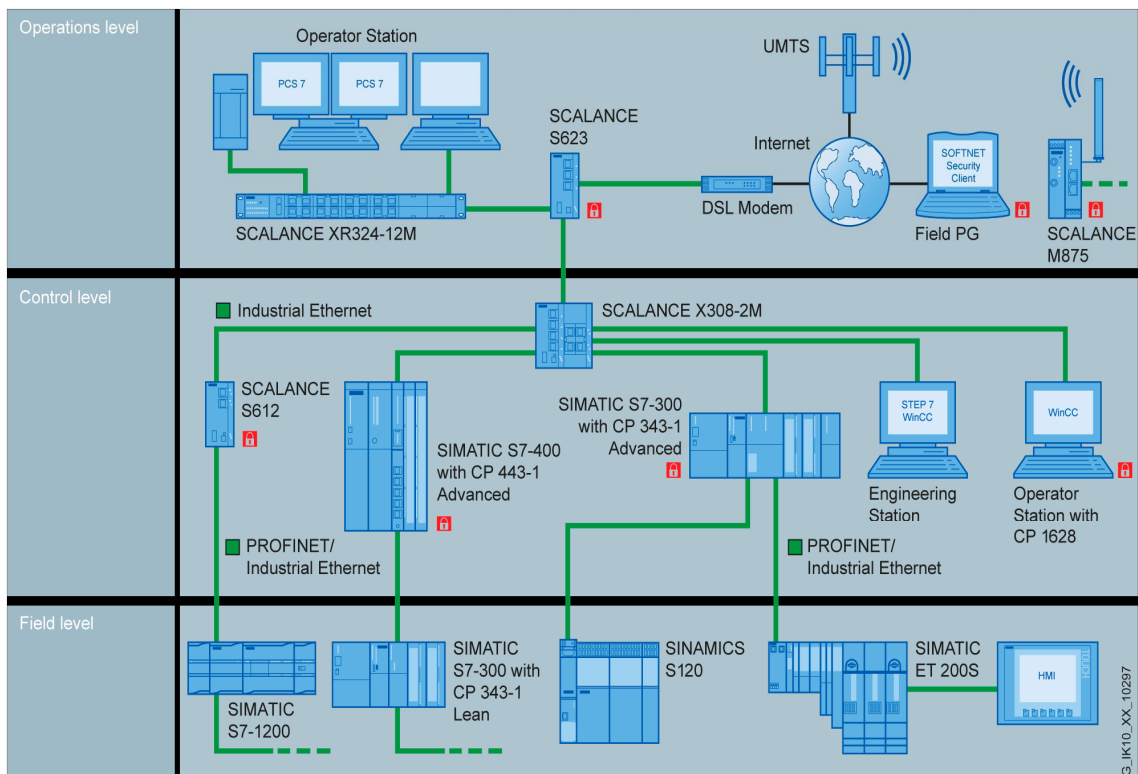 Operations level
Operator Station
PCS 7
PCS 7
SCALANCE XR324-12M
SCALANCE
S623
DSL Modem
Internet
UMTS
SOFTNET
Security
Client
Field PG
SCALANCE
M875
Control level
Industrial Ethernet
SCALANCE X308-2M
SCALANCE
S612
SIMATIC S7-400
with CP 443-1
Advanced
SIMATIC S7-300
with CP 343-1
Advanced
STEP 7
WinCC
Engineering
Station
WinCC
Operator
Station with
CP 1628
PROFINET/
Industrial Ethernet
PROFINET/
Industrial Ethernet
Field level
SIMATIC
S7-1200
SIMATIC
S7-300 with
CP 343-1
Lean
SINAMICS
S120
SIMATIC
ET 200S
HMI
G_IK10_XX_10297